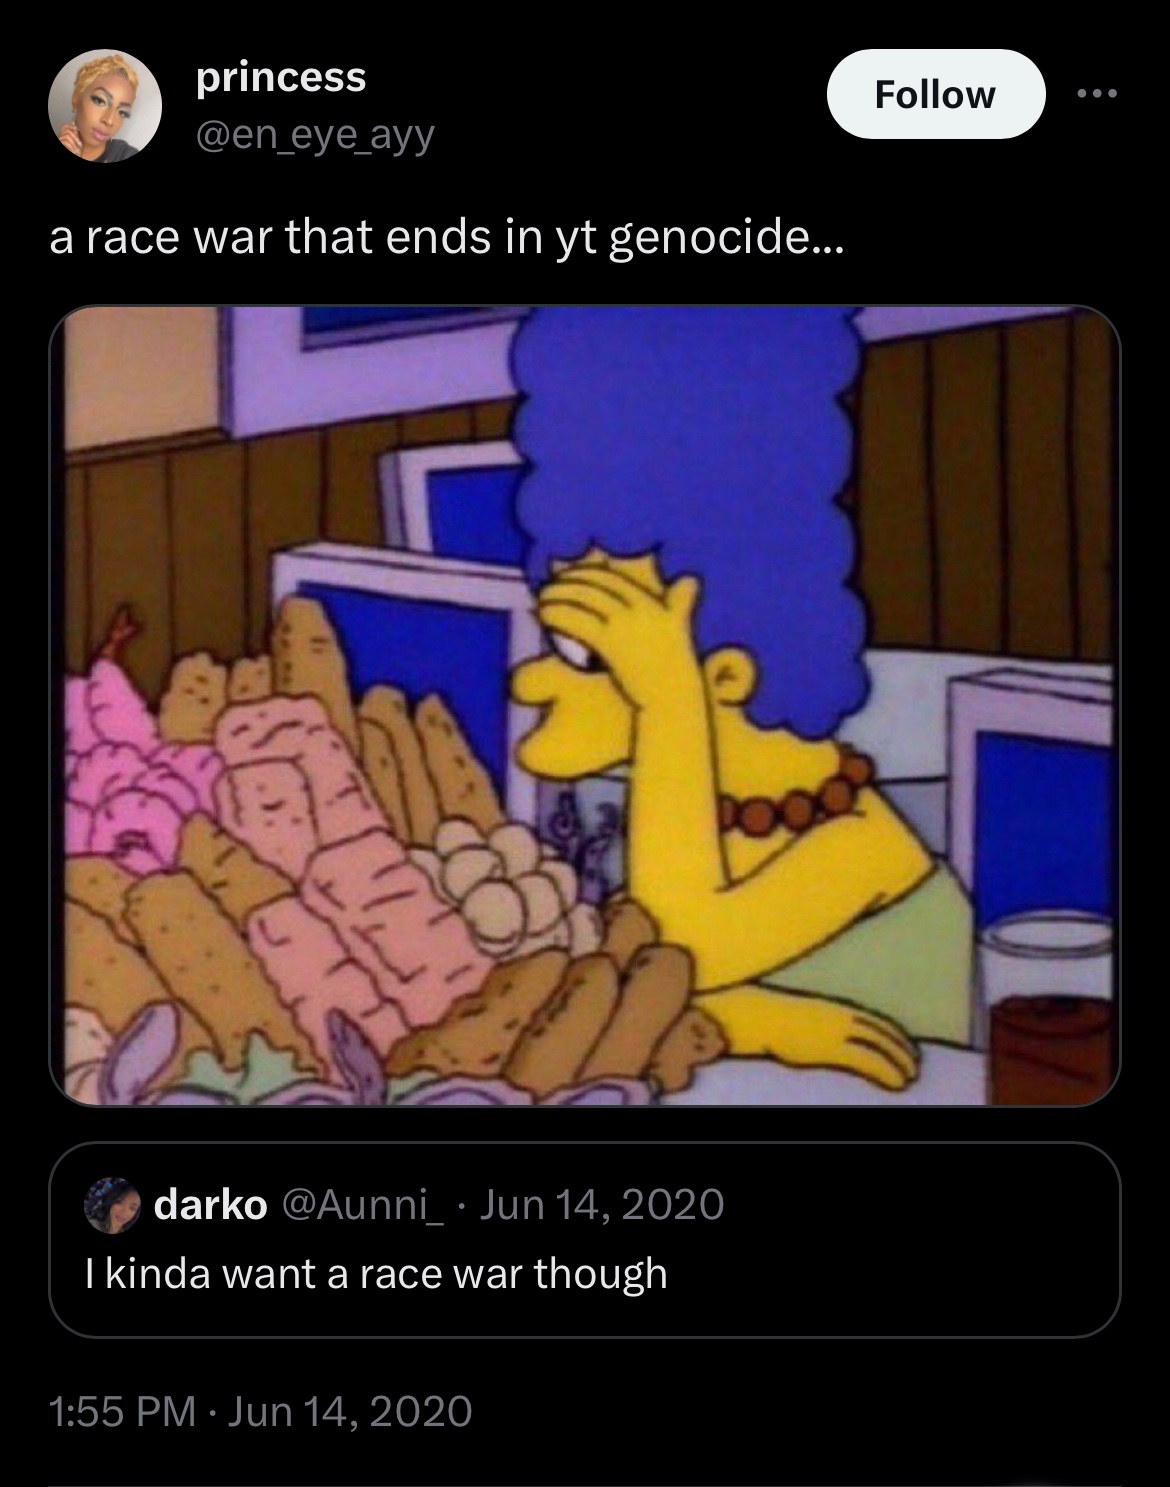 princess
@en_eye_ayy
Follow
a race war that ends in yt genocide...
darko @Aunni_ · Jun 14, 2020
I kinda want a race war though
1:55 PM · Jun 14, 2020